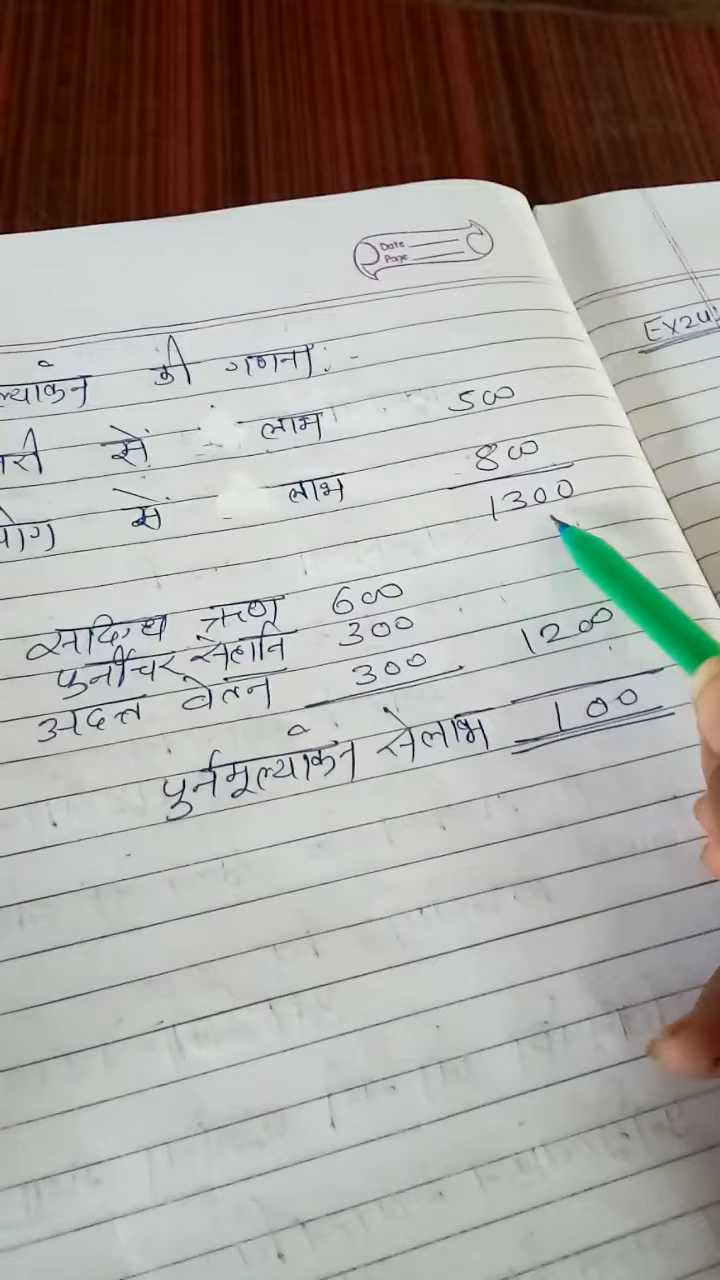 Date
Page
EX24
ल्यांकन की गणना:-
री से लाभ 500
योग से लाभ 800
1300
सदिग्ध ऋण 600
फुर्नीचर सेहानि 300 1200
अदत्त वेतन 300
पुर्नमूल्यांकन सेलाभ 100